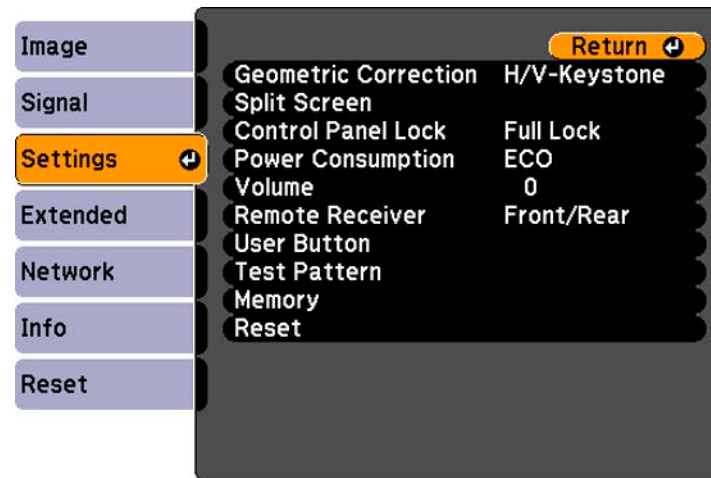 Image
Signal
Settings
Extended
Network
Info
Reset
Return
Geometric Correction H/V-Keystone
Split Screen
Control Panel Lock Full Lock
Power Consumption ECO
Volume 0
Remote Receiver Front/Rear
User Button
Test Pattern
Memory
Reset